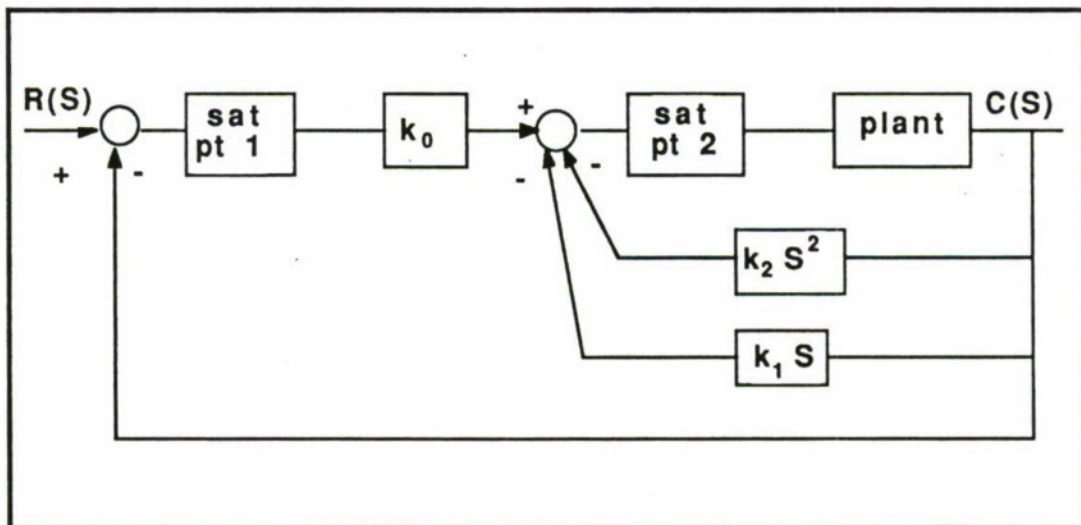 R(S)
+
-
sat
pt 1
k₀
+
-
-
sat
pt 2
plant
C(S)
k₂ S²
k₁ S